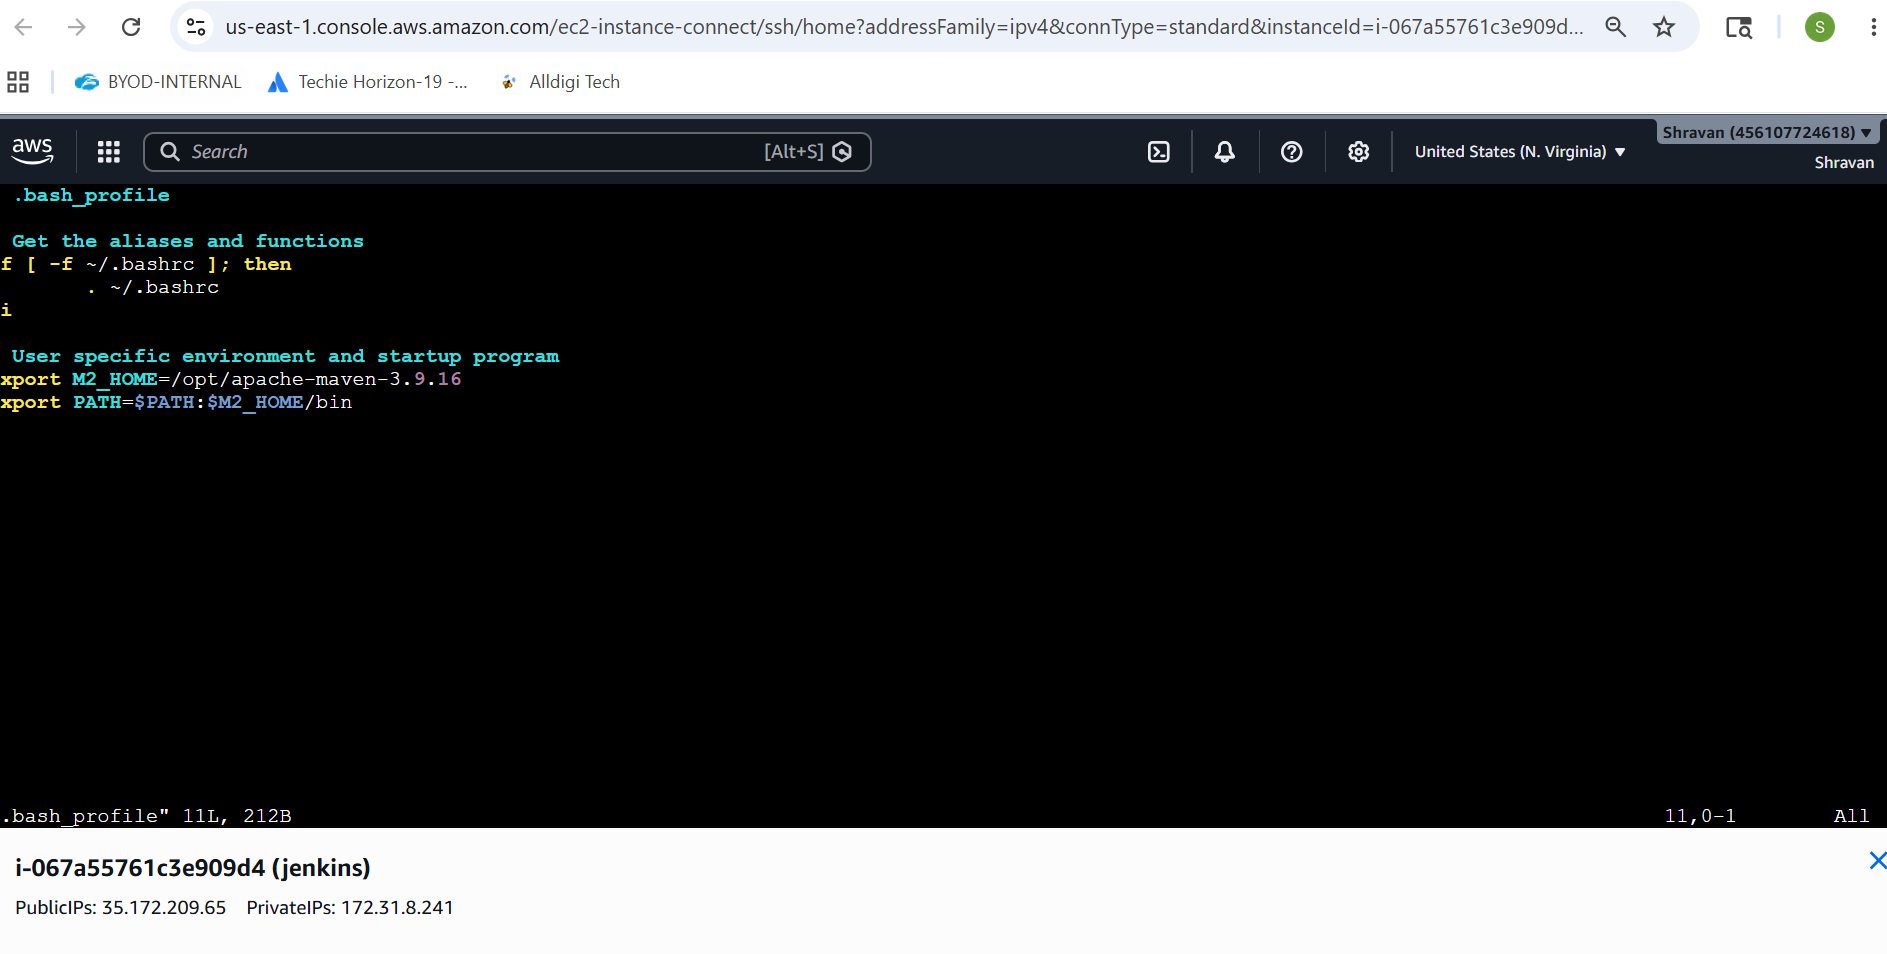 us-east-1.console.aws.amazon.com/ec2-instance-connect/ssh/home?addressFamily=ipv4&connType=standard&instanceId=i-067a55761c3e909d...
S
BYOD-INTERNAL
Techie Horizon-19 -...
Alldigi Tech
aws
Search
[Alt+S]
United States (N. Virginia)
Shravan (456107724618)
Shravan
.bash_profile
Get the aliases and functions
f [ -f ~/.bashrc ]; then
. ~/.bashrc
i
User specific environment and startup program
xport M2_HOME=/opt/apache-maven-3.9.16
xport PATH=$PATH:$M2_HOME/bin
.bash_profile" 11L, 212B
11,0-1
All
i-067a55761c3e909d4 (jenkins)
PublicIPs: 35.172.209.65 PrivateIPs: 172.31.8.241